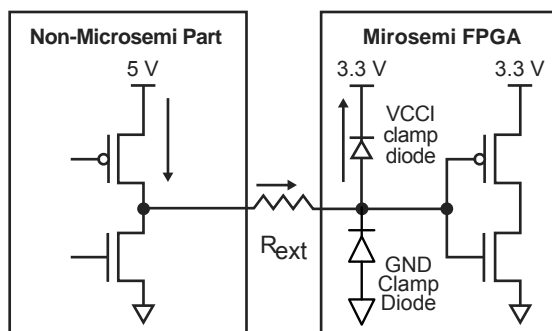 Non-Microsemi Part
Mirosemi FPGA
5 V
3.3 V
3.3 V
VCCI
clamp
diode
Rext
GND
Clamp
Diode